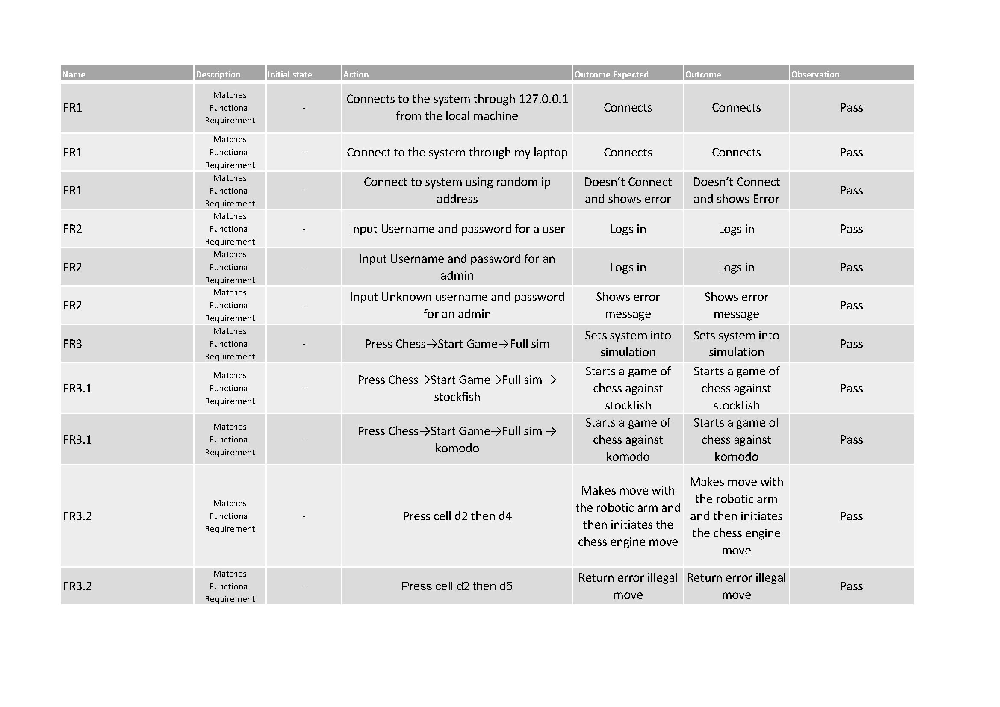 Name Description Initial state Action Outcome Expected Outcome Observation
FR1
Matches
Functional
Requirement
-
Connects to the system through 127.0.0.1
from the local machine
Connects
Connects
Pass
FR1
Matches
Functional
Requirement
-
Connect to the system through my laptop
Connects
Connects
Pass
FR1
Matches
Functional
Requirement
-
Connect to system using random ip
address
Doesn’t Connect
and shows error
Doesn’t Connect
and shows Error
Pass
FR2
Matches
Functional
Requirement
-
Input Username and password for a user
Logs in
Logs in
Pass
FR2
Matches
Functional
Requirement
-
Input Username and password for an
admin
Logs in
Logs in
Pass
FR2
Matches
Functional
Requirement
-
Input Unknown username and password
for an admin
Shows error
message
Shows error
message
Pass
FR3
Matches
Functional
Requirement
-
Press Chess→Start Game→Full sim
Sets system into
simulation
Sets system into
simulation
Pass
FR3.1
Matches
Functional
Requirement
-
Press Chess→Start Game→Full sim →
stockfish
Starts a game of
chess against
stockfish
Starts a game of
chess against
stockfish
Pass
FR3.1
Matches
Functional
Requirement
-
Press Chess→Start Game→Full sim →
komodo
Starts a game of
chess against
komodo
Starts a game of
chess against
komodo
Pass
FR3.2
Matches
Functional
Requirement
-
Press cell d2 then d4
Makes move with
the robotic arm and
then initiates the
chess engine move
Makes move with
the robotic arm
and then initiates
the chess engine
move
Pass
FR3.2
Matches
Functional
Requirement
-
Press cell d2 then d5
Return error illegal
move
Return error illegal
move
Pass